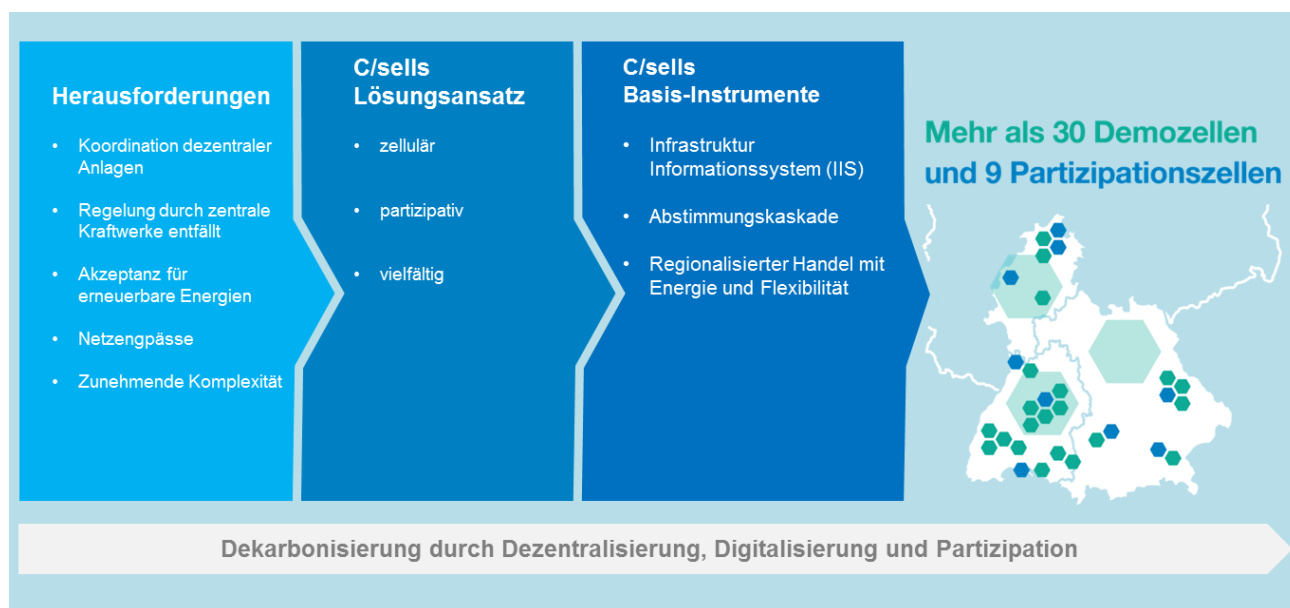 Herausforderungen
• Koordination dezentraler
Anlagen
• Regelung durch zentrale
Kraftwerke entfällt
• Akzeptanz für
erneuerbare Energien
• Netzengpässe
• Zunehmende Komplexität
C/sells
Lösungsansatz
• zellulär
• partizipativ
• vielfältig
C/sells
Basis-Instrumente
• Infrastruktur
Informationssystem (IIS)
• Abstimmungskaskade
• Regionalisierter Handel mit
Energie und Flexibilität
Mehr als 30 Demozellen
und 9 Partizipationszellen
Dekarbonisierung durch Dezentralisierung, Digitalisierung und Partizipation